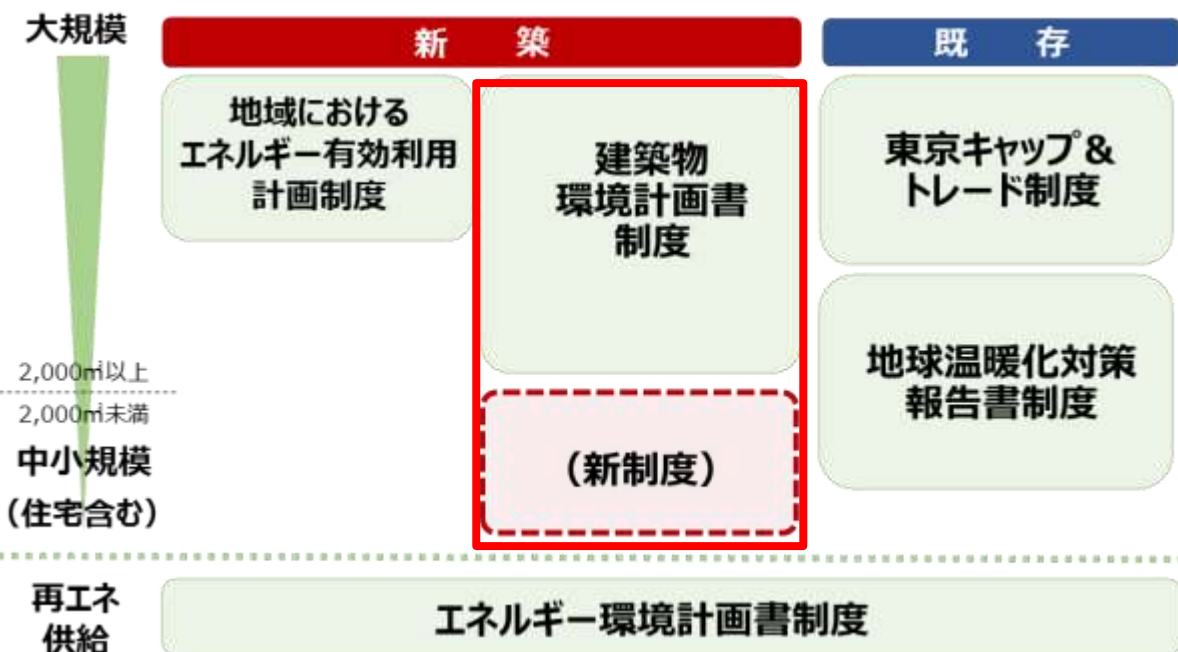 大規模
新　築
既　存
地域における
エネルギー有効利用
計画制度
建築物
環境計画書
制度
東京キャップ＆
トレード制度
地球温暖化対策
報告書制度
2,000㎡以上
2,000㎡未満
中小規模
（住宅含む）
（新制度）
再エネ
供給
エネルギー環境計画書制度